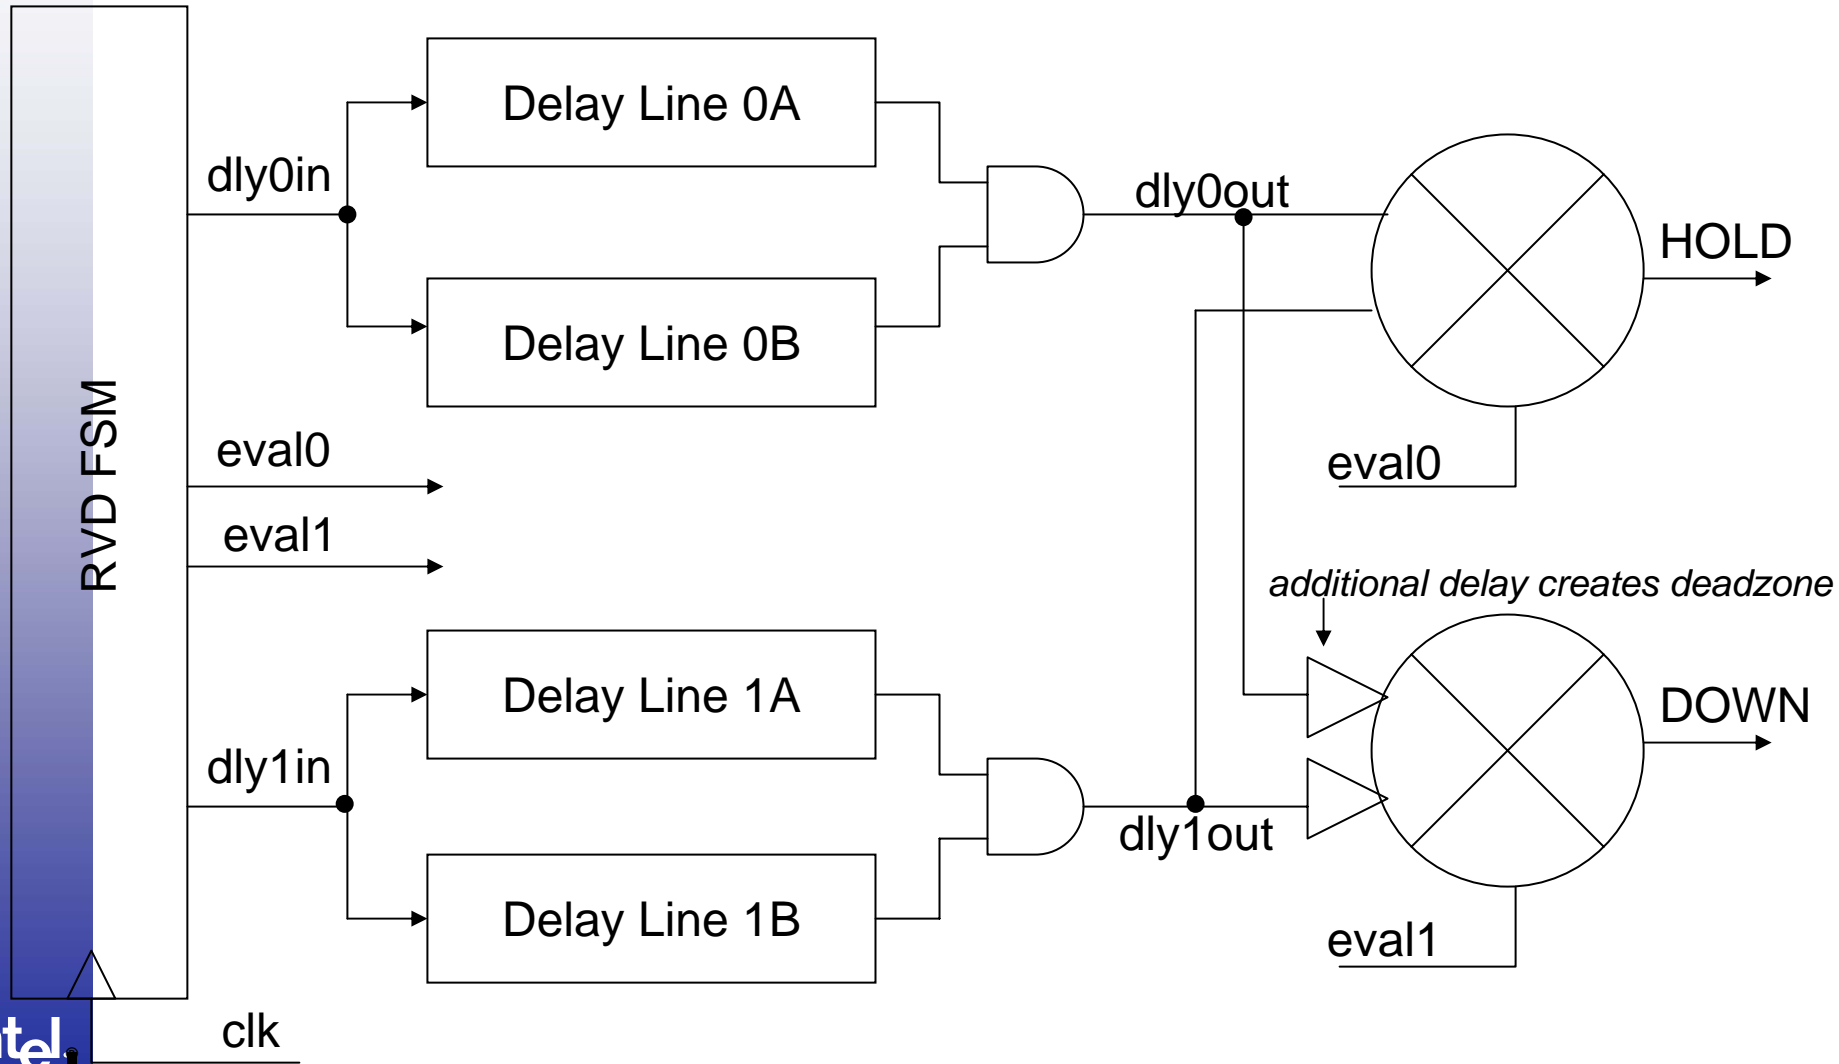 Delay Line 0A
dly0in
dly0out
HOLD
Delay Line 0B
RVD FSM
eval0
eval0
eval1
additional delay creates deadzone
Delay Line 1A
DOWN
dly1in
dly1out
Delay Line 1B
eval1
clk
ntel